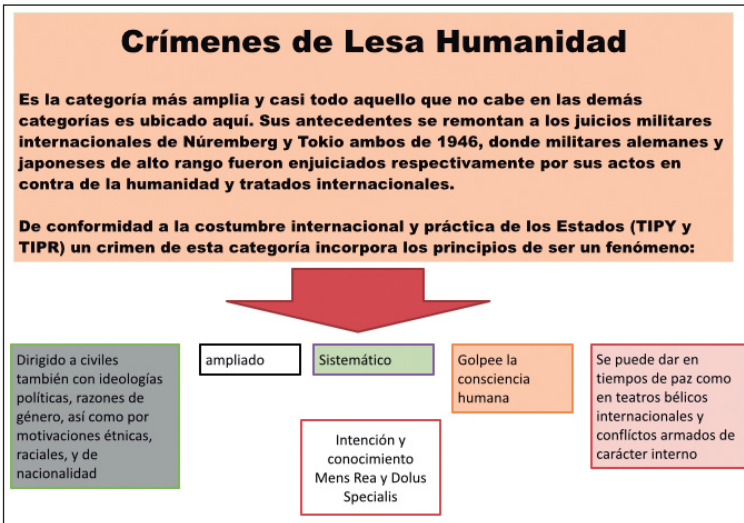 Crímenes de Lesa Humanidad
Es la categoría más amplia y casi todo aquello que no cabe en las demás
categorías es ubicado aquí. Sus antecedentes se remontan a los juicios militares
internacionales de Núremberg y Tokio ambos de 1946, donde militares alemanes y
japoneses de alto rango fueron enjuiciados respectivamente por sus actos en
contra de la humanidad y tratados internacionales.
De conformidad a la costumbre internacional y práctica de los Estados (TIPY y
TIPR) un crimen de esta categoría incorpora los principios de ser un fenómeno:
Dirigido a civiles
también con ideologías
políticas, razones de
género, así como por
motivaciones étnicas,
raciales, y de
nacionalidad
ampliado
Sistemático
Golpee la
consciencia
humana
Se puede dar en
tiempos de paz como
en teatros bélicos
internacionales y
conflíctos armados de
carácter interno
Intención y
conocimiento
Mens Rea y Dolus
Specialis